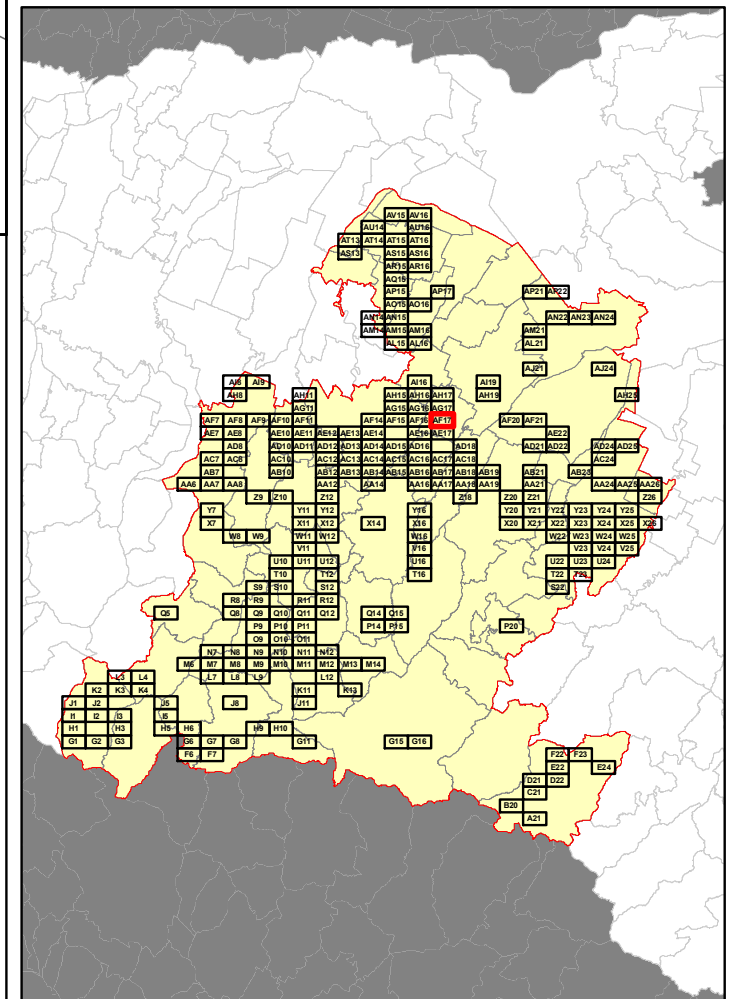 AV15 AV16
AU14 AU16
AT13 AT14 AT15 AT16
AS13 AS15 AS16
AR15 AR16
AQ15
AP15 AP17 AP21 AP22
AO15 AO16
AN14 AN15 AN22 AN23 AN24
AM14 AM15 AM16 AM21
AL15 AL16 AL21
AJ21 AJ24
AI8 AI9 AI16 AI19
AH8 AH11 AH15 AH16 AH17 AH19 AH25
AG11 AG15 AG16 AG17
AF7 AF8 AF9 AF10 AF11 AF14 AF15 AF16 AF17 AF20 AF21
AE7 AE8 AE10 AE11 AE12 AE13 AE14 AE16 AE17 AE22
AD8 AD10 AD11 AD12 AD13 AD14 AD15 AD16 AD18 AD21 AD22 AD24 AD25
AC7 AC8 AC10 AC12 AC13 AC14 AC15 AC16 AC17 AC18 AC24
AB7 AB10 AB12 AB13 AB14 AB15 AB16 AB17 AB18 AB19 AB21 AB23
AA6 AA7 AA8 AA12 AA14 AA16 AA17 AA18 AA19 AA21 AA24 AA25 AA26
Z9 Z10 Z12 Z18 Z20 Z21 Z26
Y7 Y11 Y12 Y16 Y20 Y21 Y22 Y23 Y24 Y25
X7 X11 X12 X14 X16 X20 X21 X22 X23 X24 X25 X26
W8 W9 W11 W12 W16 W22 W23 W24 W25
V11 V16 V23 V24 V25
U10 U11 U12 U16 U22 U23 U24
T10 T12 T16 T22 T23
S9 S10 S12 S22
R8 R9 R11 R12
Q5 Q8 Q9 Q10 Q11 Q12 Q14 Q15
P9 P10 P11 P14 P15 P20
O9 O10 O11
N7 N8 N9 N10 N11 N12
M6 M7 M8 M9 M10 M11 M12 M13 M14
L3 L4 L7 L8 L9 L12
K2 K3 K4 K11 K13
J1 J2 J5 J8 J11
I1 I2 I3 I5
H1 H3 H5 H6 H9 H10
G1 G2 G3 G6 G7 G8 G11 G15 G16
F6 F7 F22 F23
E22 E24
D21 D22
C21
B20
A21